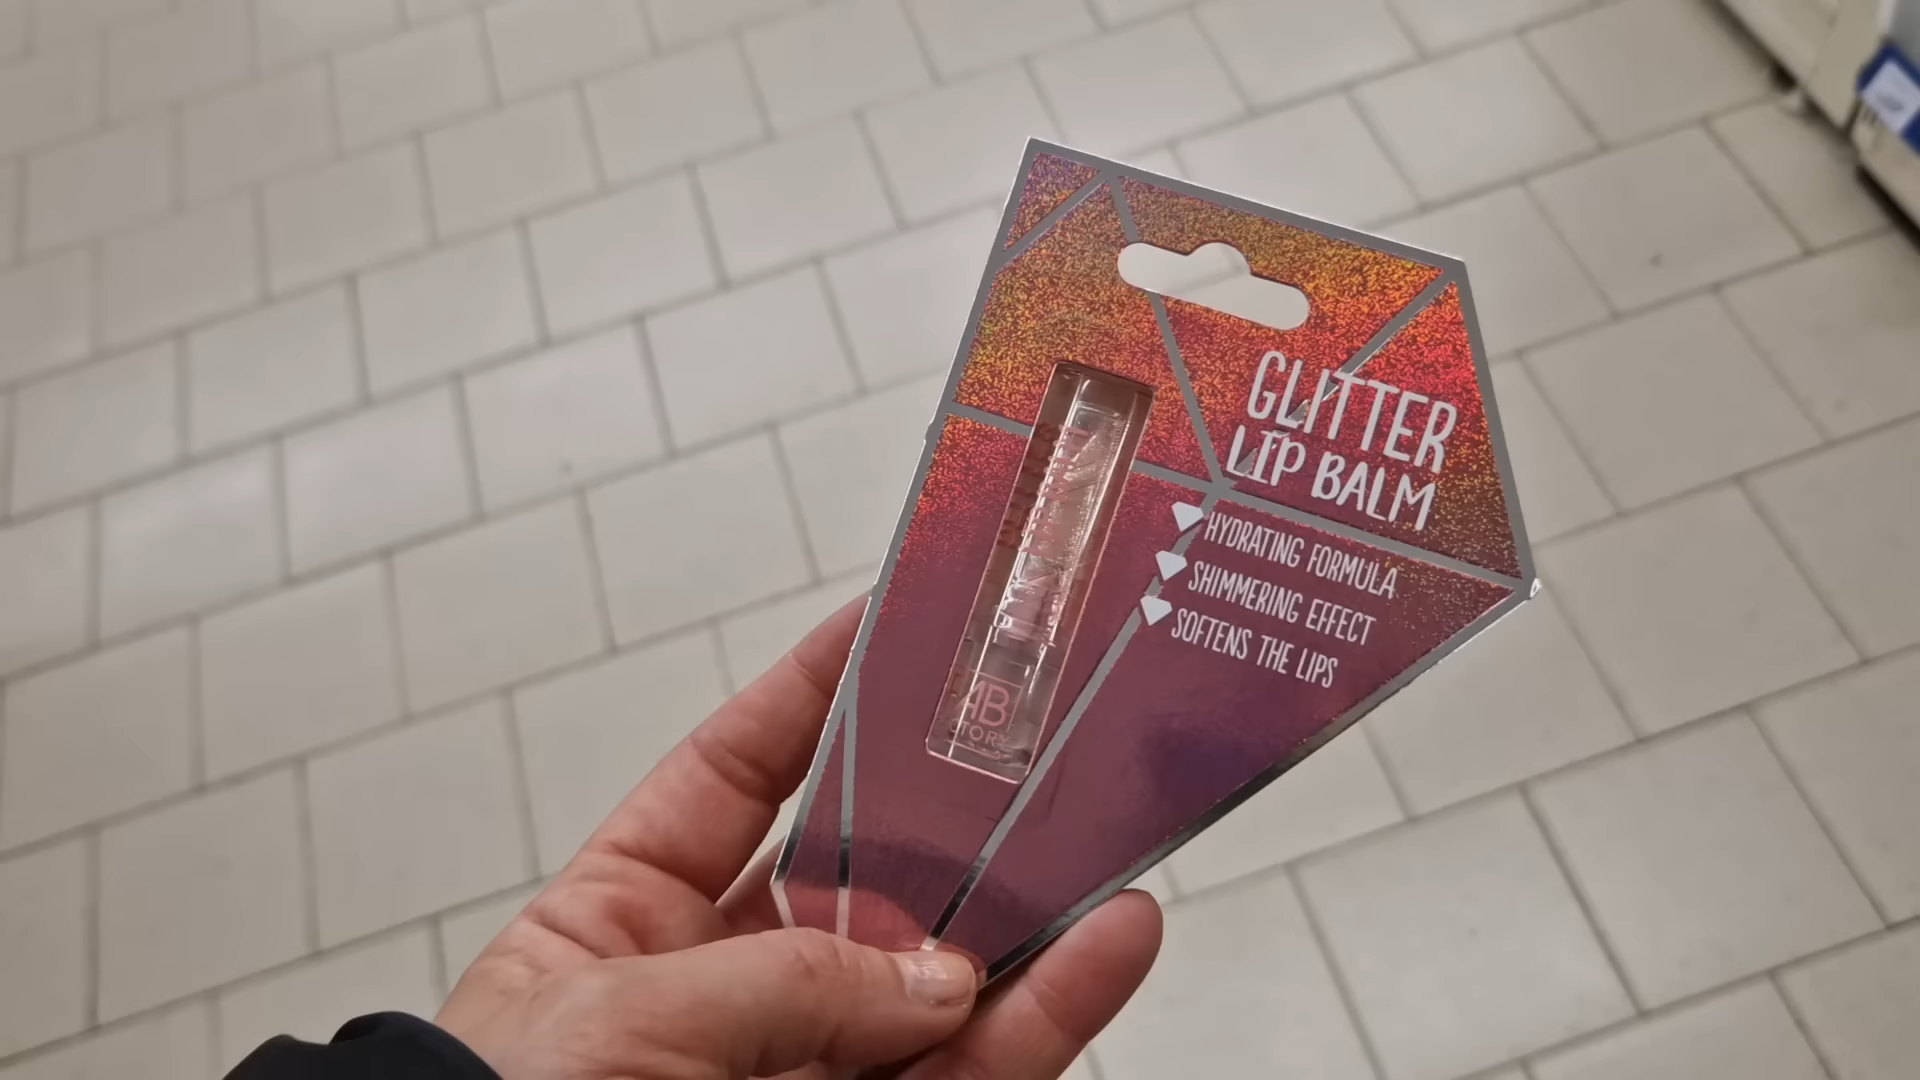 GLITTER
LIP BALM
HYDRATING FORMULA
SHIMMERING EFFECT
SOFTENS THE LIPS